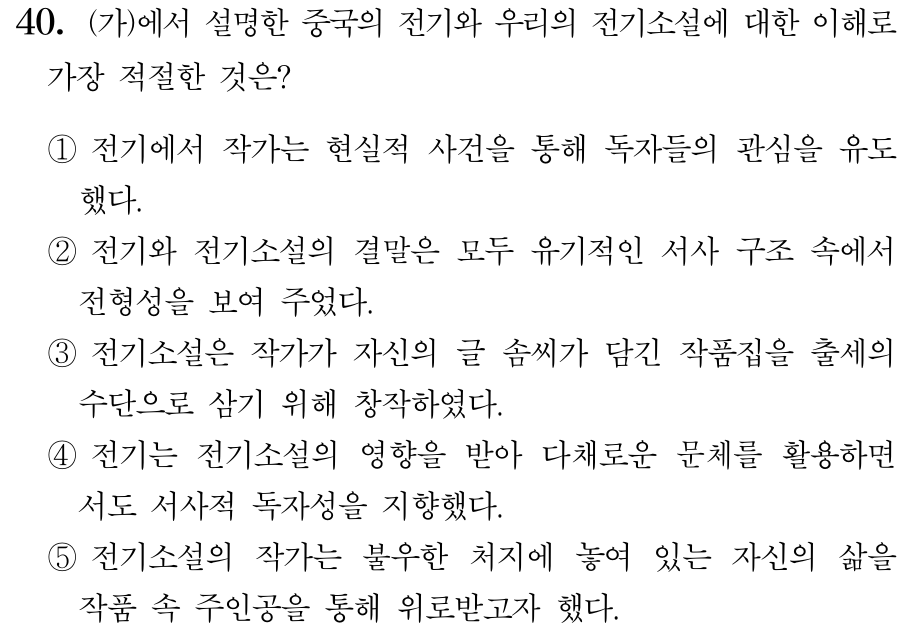 40. (가)에서 설명한 중국의 전기와 우리의 전기소설에 대한 이해로
가장 적절한 것은?
① 전기에서 작가는 현실적 사건을 통해 독자들의 관심을 유도
했다.
② 전기와 전기소설의 결말은 모두 유기적인 서사 구조 속에서
전형성을 보여 주었다.
③ 전기소설은 작가가 자신의 글 솜씨가 담긴 작품집을 출세의
수단으로 삼기 위해 창작하였다.
④ 전기는 전기소설의 영향을 받아 다채로운 문체를 활용하면
서도 서사적 독자성을 지향했다.
⑤ 전기소설의 작가는 불우한 처지에 놓여 있는 자신의 삶을
작품 속 주인공을 통해 위로받고자 했다.